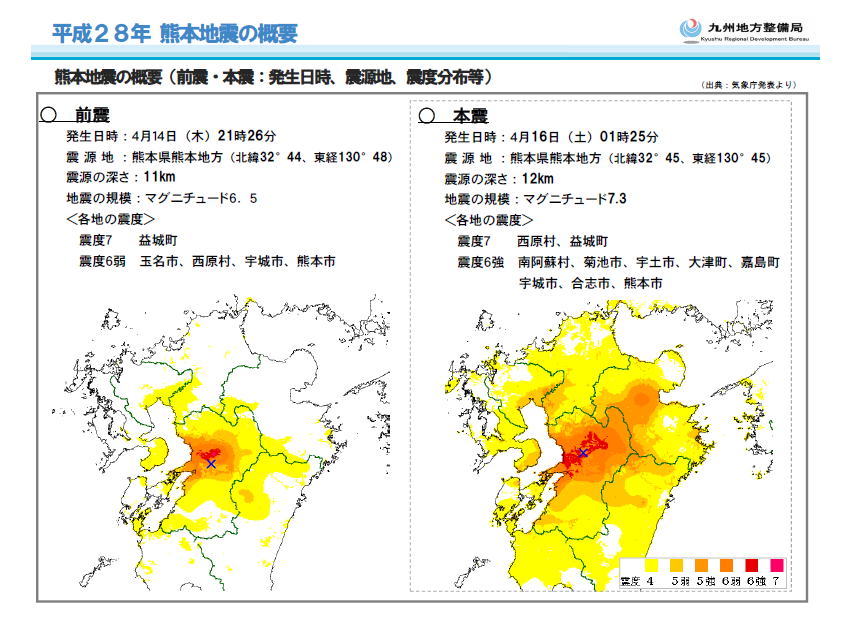 平成28年 熊本地震の概要
九州地方整備局
Kyushu Regional Development Bureau
熊本地震の概要（前震・本震：発生日時、震源地、震度分布等）
（出典：気象庁発表より）
○ 前震
発生日時：4月14日（木）21時26分
震 源 地 ：熊本県熊本地方（北緯32°44、東経130°48）
震源の深さ：11km
地震の規模：マグニチュード6．5
＜各地の震度＞
震度7 益城町
震度6弱 玉名市、西原村、宇城市、熊本市
○ 本震
発生日時：4月16日（土）01時25分
震 源 地 ：熊本県熊本地方（北緯32°45、東経130°45）
震源の深さ：12km
地震の規模：マグニチュード7.3
＜各地の震度＞
震度7 西原村、益城町
震度6強 南阿蘇村、菊池市、宇土市、大津町、嘉島町
宇城市、合志市、熊本市
震度 4 5弱 5強 6弱 6強 7